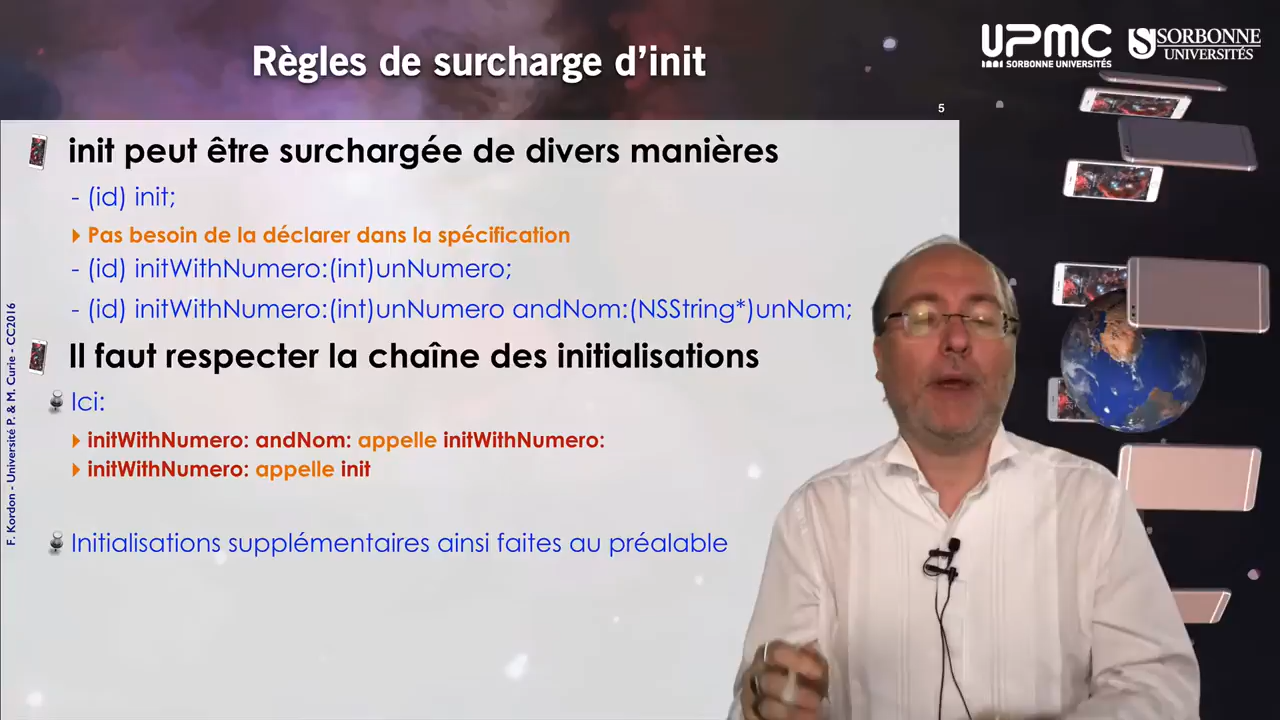 Règles de surcharge d'init
UPMC
SORBONNE UNIVERSITÉS
S SORBONNE
UNIVERSITÉS
5
init peut être surchargée de divers manières
- (id) init;
Pas besoin de la déclarer dans la spécification
- (id) initWithNumero:(int)unNumero;
- (id) initWithNumero:(int)unNumero andNom:(NSString*)unNom;
Il faut respecter la chaîne des initialisations
Ici:
initWithNumero: andNom: appelle initWithNumero:
initWithNumero: appelle init
Initialisations supplémentaires ainsi faites au préalable
F. Kordon - Université P. & M. Curie - CC2016